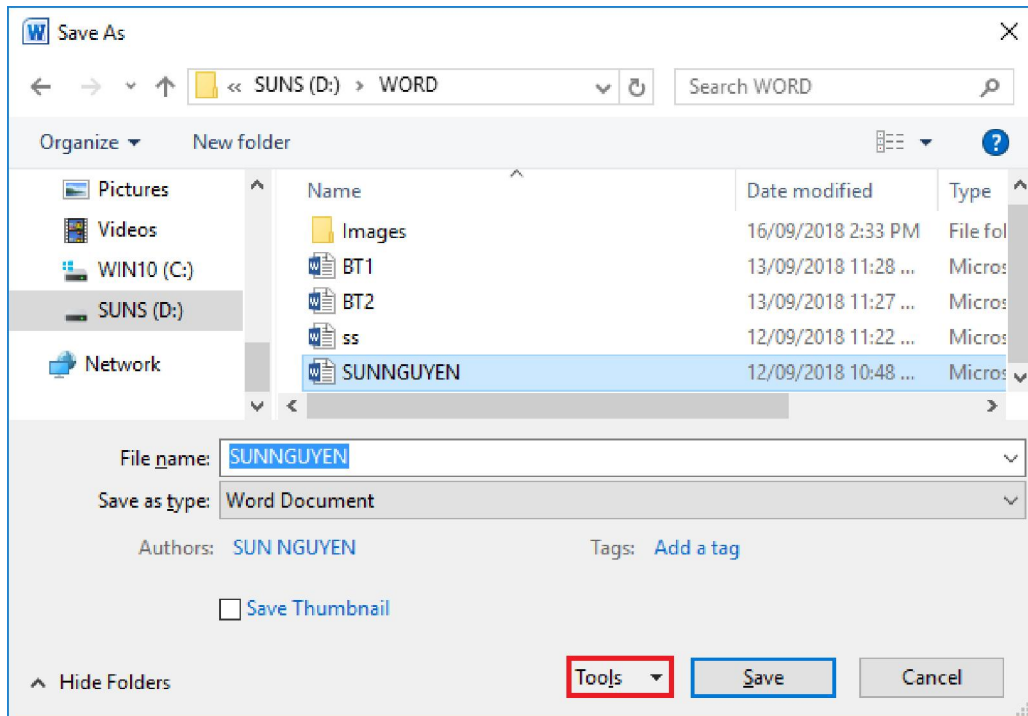 Save As
« SUNS (D:) > WORD
Search WORD
Organize
New folder
Pictures
Videos
WIN10 (C:)
SUNS (D:)
Network
Name Date modified Type
Images 16/09/2018 2:33 PM File fol
BT1 13/09/2018 11:28 ... Micros
BT2 13/09/2018 11:27 ... Micros
ss 12/09/2018 11:22 ... Micros
SUNNGUYEN 12/09/2018 10:48 ... Micros
File name: SUNNGUYEN
Save as type: Word Document
Authors: SUN NGUYEN
Tags: Add a tag
Save Thumbnail
Hide Folders
Tools
Save
Cancel